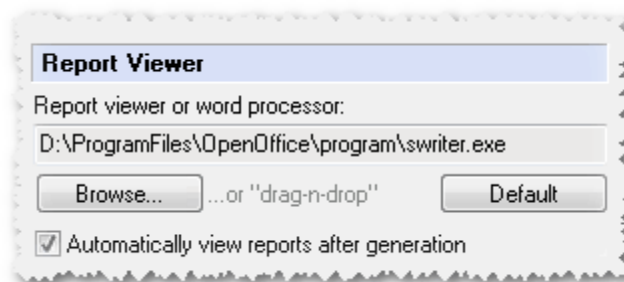 Report Viewer
Report viewer or word processor:
D:\ProgramFiles\OpenOffice\program\swriter.exe
Browse... ...or "drag-n-drop" Default
Automatically view reports after generation